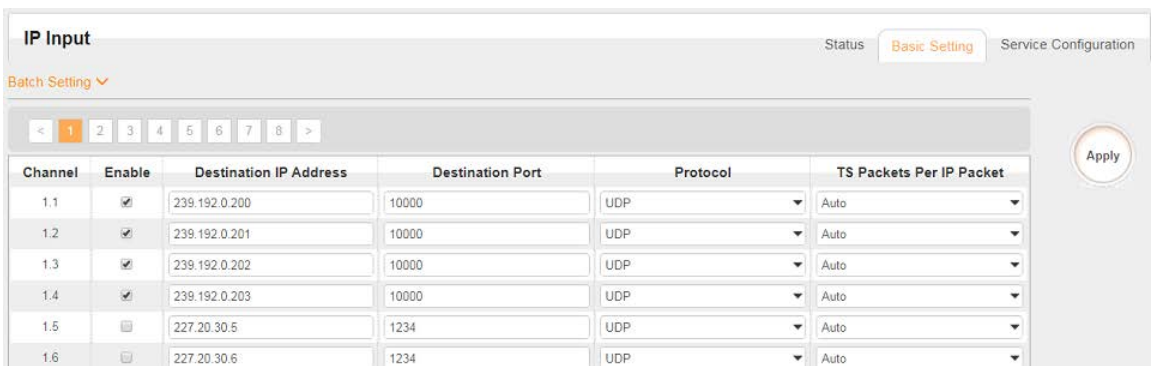 IP Input
Status Basic Setting Service Configuration
Batch Setting
< 1 2 3 4 5 6 7 8 >
Apply
Channel Enable Destination IP Address Destination Port Protocol TS Packets Per IP Packet
1.1 239.192.0.200 10000 UDP Auto
1.2 239.192.0.201 10000 UDP Auto
1.3 239.192.0.202 10000 UDP Auto
1.4 239.192.0.203 10000 UDP Auto
1.5 227.20.30.5 1234 UDP Auto
1.6 227.20.30.6 1234 UDP Auto